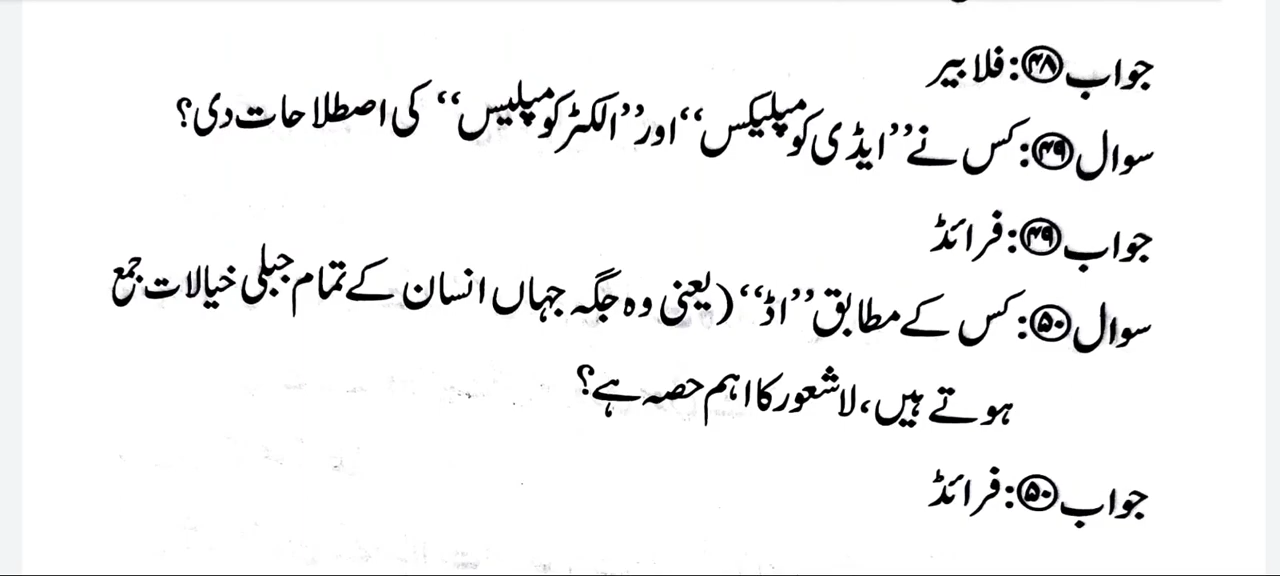 جواب ۴۸: فلابیر
سوال ۴۹: کس نے ’’ایڈی کومپلیکس‘‘ اور ’’الکٹر کومپلیس‘‘ کی اصطلاحات دی؟
جواب ۴۹: فرائڈ
سوال ۵۰: کس کے مطابق ’’اڈ‘‘ (یعنی وہ جگہ جہاں انسان کے تمام جبلی خیالات جمع
ہوتے ہیں، لاشعور کا اہم حصہ ہے؟
جواب ۵۰: فرائڈ